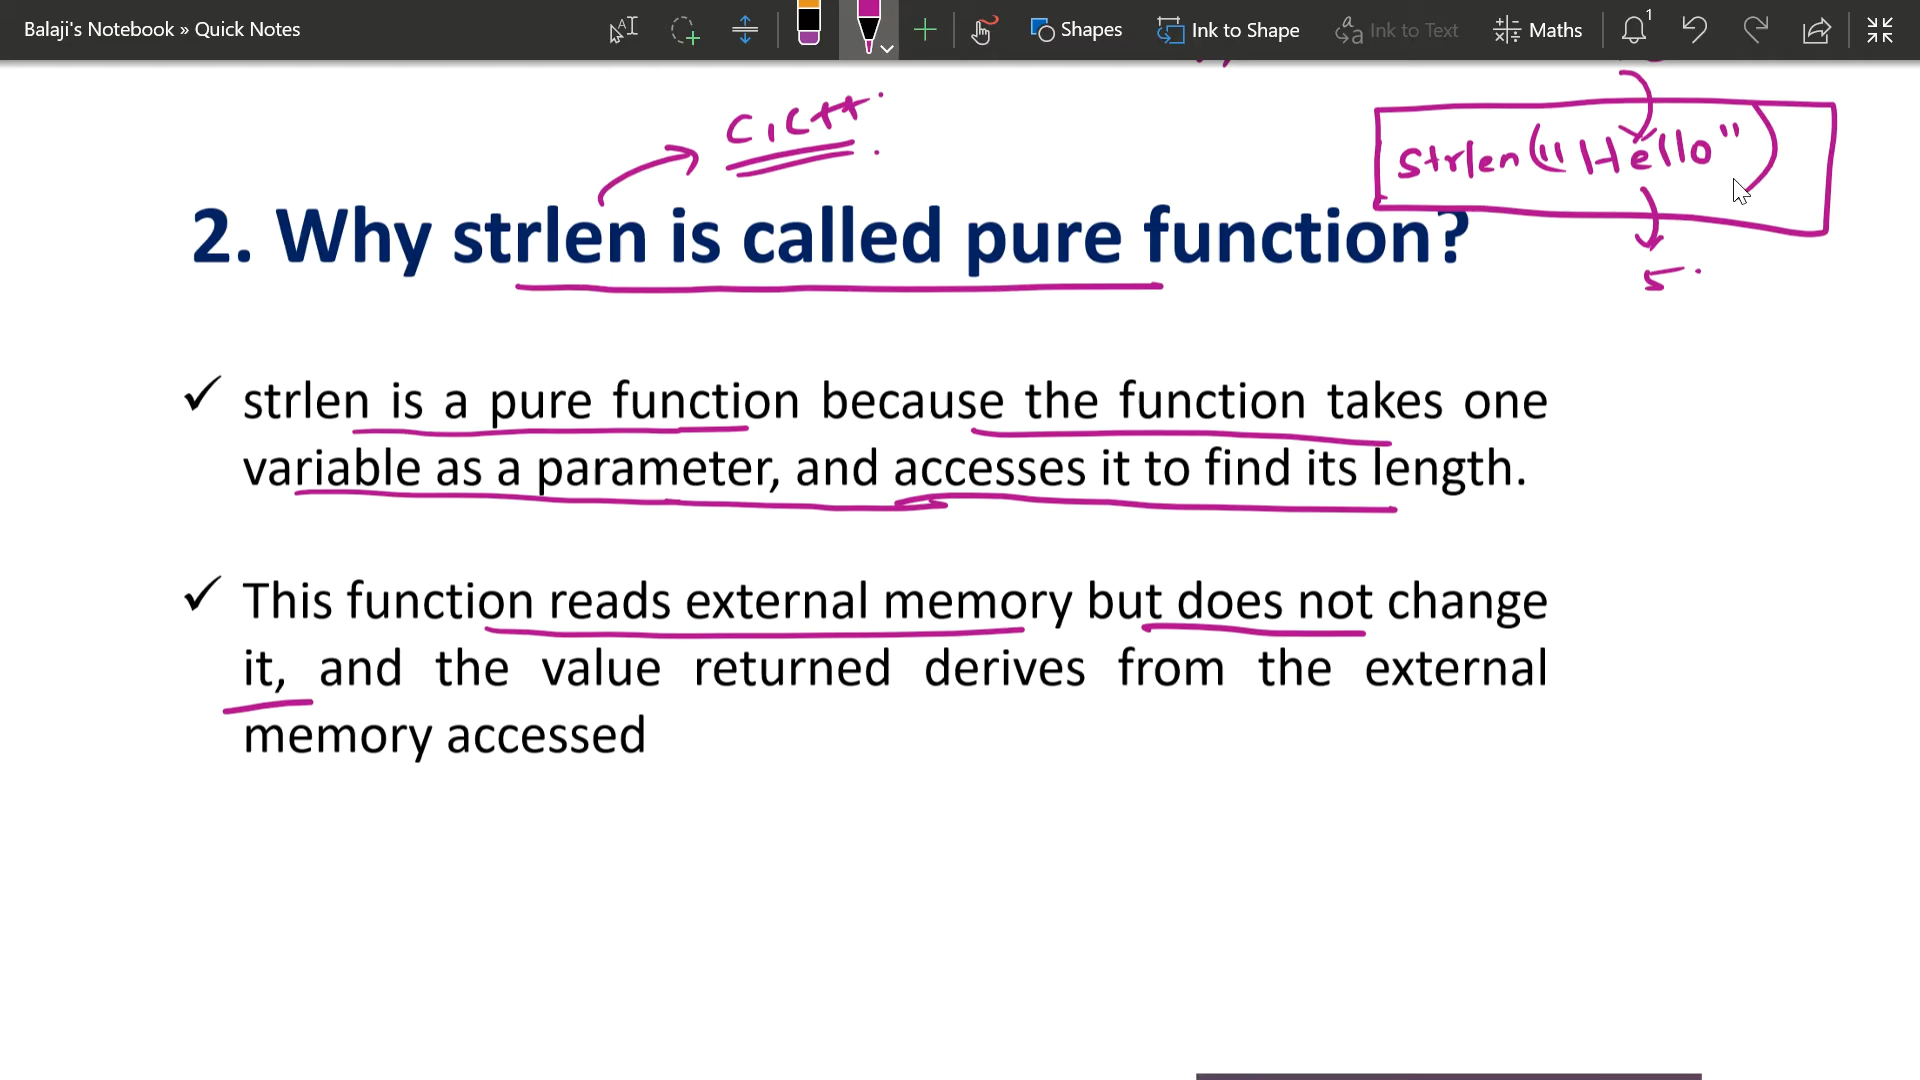 Balaji's Notebook » Quick Notes
Shapes
Ink to Shape
Ink to Text
Maths
1
C, C++
strlen("Hello")
5
2. Why strlen is called pure function?
✓ strlen is a pure function because the function takes one
variable as a parameter, and accesses it to find its length.
✓ This function reads external memory but does not change
it, and the value returned derives from the external
memory accessed